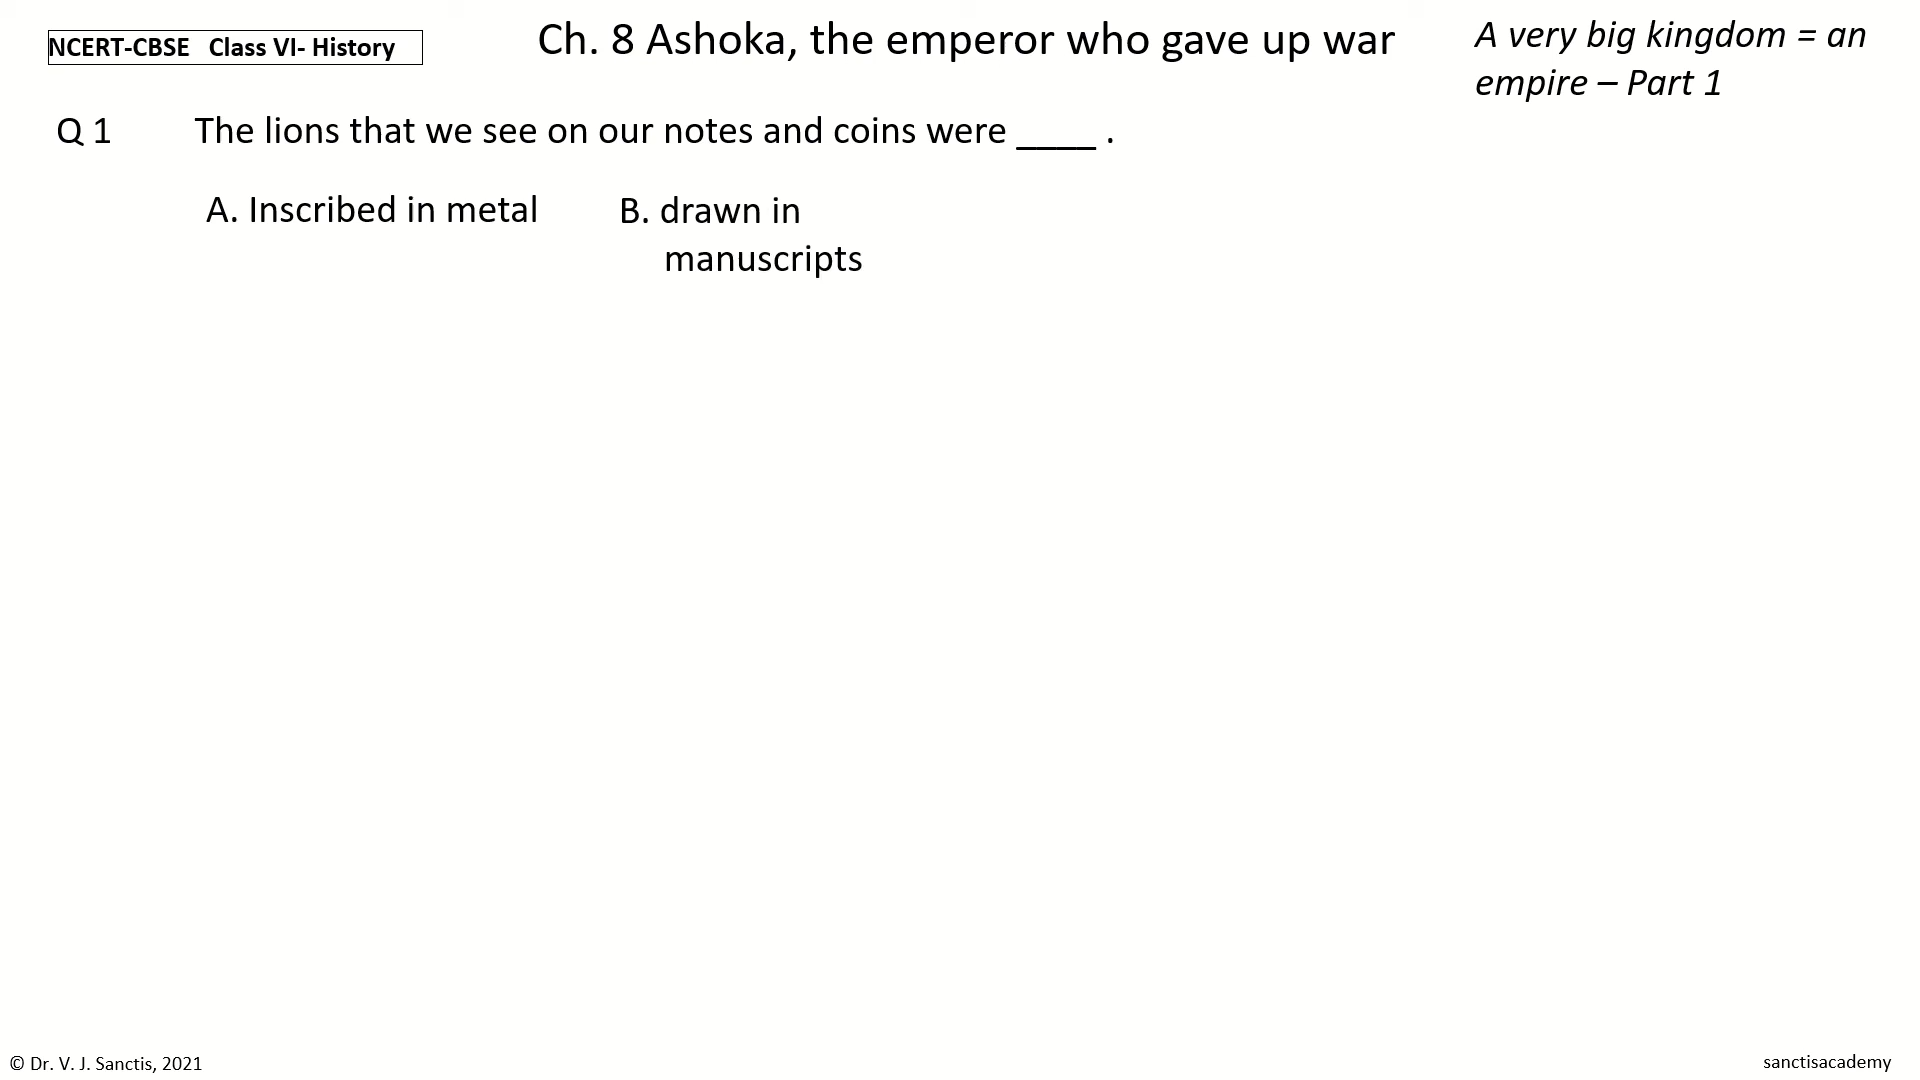 NCERT-CBSE Class VI- History
Ch. 8 Ashoka, the emperor who gave up war
A very big kingdom = an
empire – Part 1
Q 1 The lions that we see on our notes and coins were ____ .
A. Inscribed in metal B. drawn in
manuscripts
© Dr. V. J. Sanctis, 2021
sanctisacademy